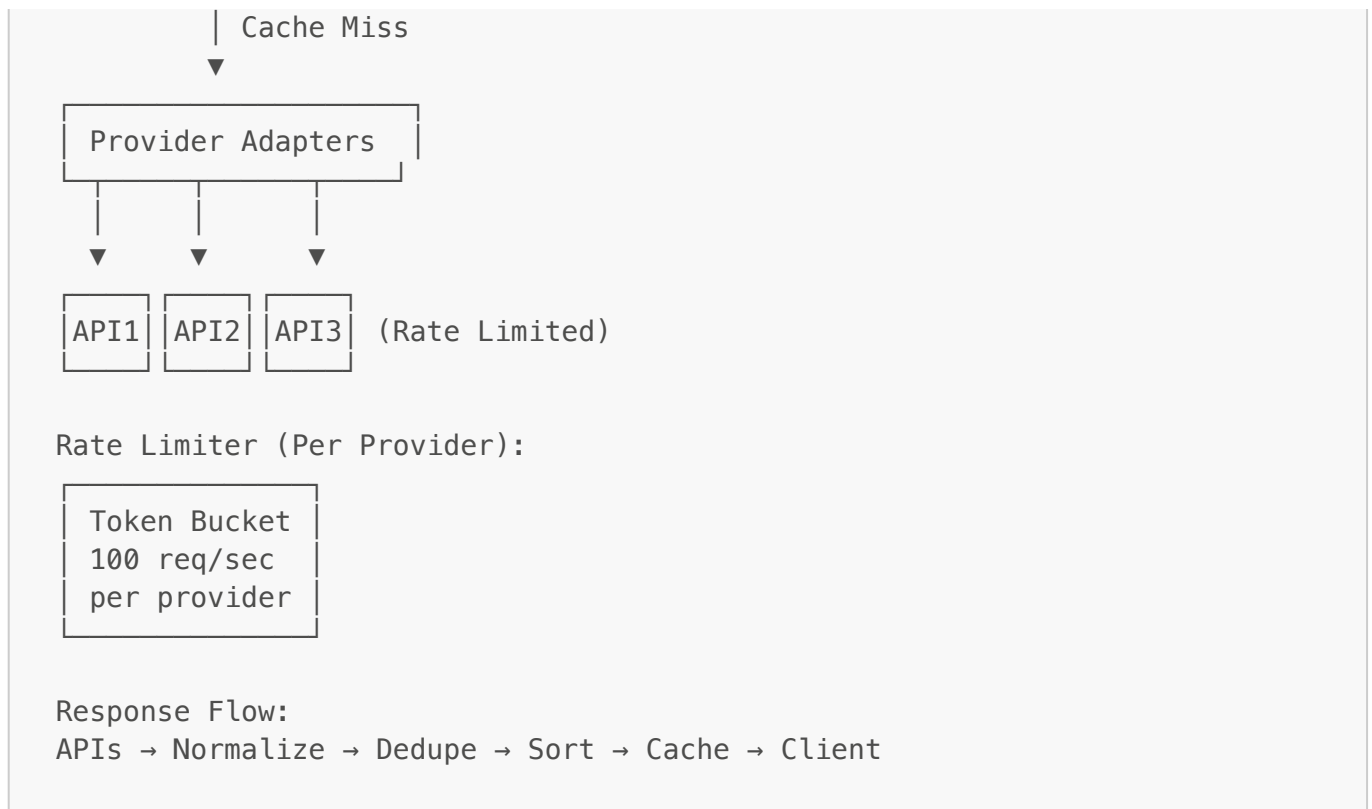 Cache Miss
Provider Adapters
API1 API2 API3 (Rate Limited)
Rate Limiter (Per Provider):
Token Bucket
100 req/sec
per provider
Response Flow:
APIs → Normalize → Dedupe → Sort → Cache → Client